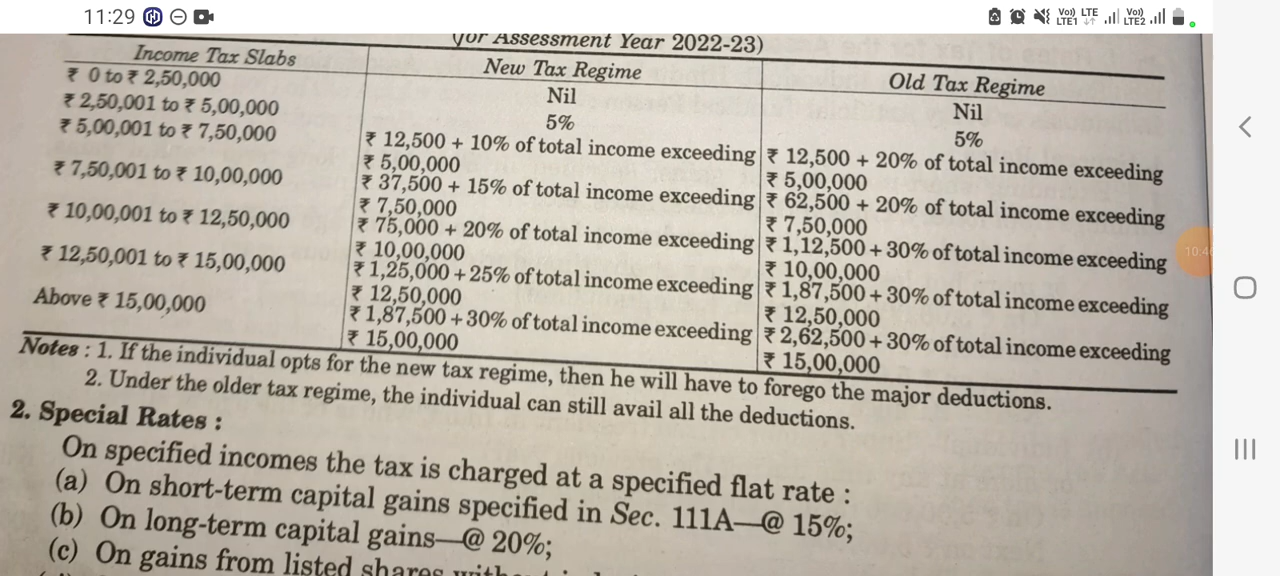 11:29
Vo)) LTE
LTE1
Vo))
LTE2
(for Assessment Year 2022-23)
Income Tax Slabs New Tax Regime Old Tax Regime
₹ 0 to ₹ 2,50,000 Nil Nil
₹ 2,50,001 to ₹ 5,00,000 5% 5%
₹ 5,00,001 to ₹ 7,50,000 ₹ 12,500 + 10% of total income exceeding ₹ 12,500 + 20% of total income exceeding
₹ 5,00,000 ₹ 5,00,000
₹ 7,50,001 to ₹ 10,00,000 ₹ 37,500 + 15% of total income exceeding ₹ 62,500 + 20% of total income exceeding
₹ 7,50,000 ₹ 7,50,000
₹ 10,00,001 to ₹ 12,50,000 ₹ 75,000 + 20% of total income exceeding ₹ 1,12,500 + 30% of total income exceeding
₹ 10,00,000 ₹ 10,00,000
₹ 12,50,001 to ₹ 15,00,000 ₹ 1,25,000 + 25% of total income exceeding ₹ 1,87,500 + 30% of total income exceeding
₹ 12,50,000 ₹ 12,50,000
Above ₹ 15,00,000 ₹ 1,87,500 + 30% of total income exceeding ₹ 2,62,500 + 30% of total income exceeding
₹ 15,00,000 ₹ 15,00,000
Notes : 1. If the individual opts for the new tax regime, then he will have to forego the major deductions.
2. Under the older tax regime, the individual can still avail all the deductions.
2. Special Rates :
On specified incomes the tax is charged at a specified flat rate :
(a) On short-term capital gains specified in Sec. 111A—@ 15%;
(b) On long-term capital gains—@ 20%;
(c) On gains from listed shares